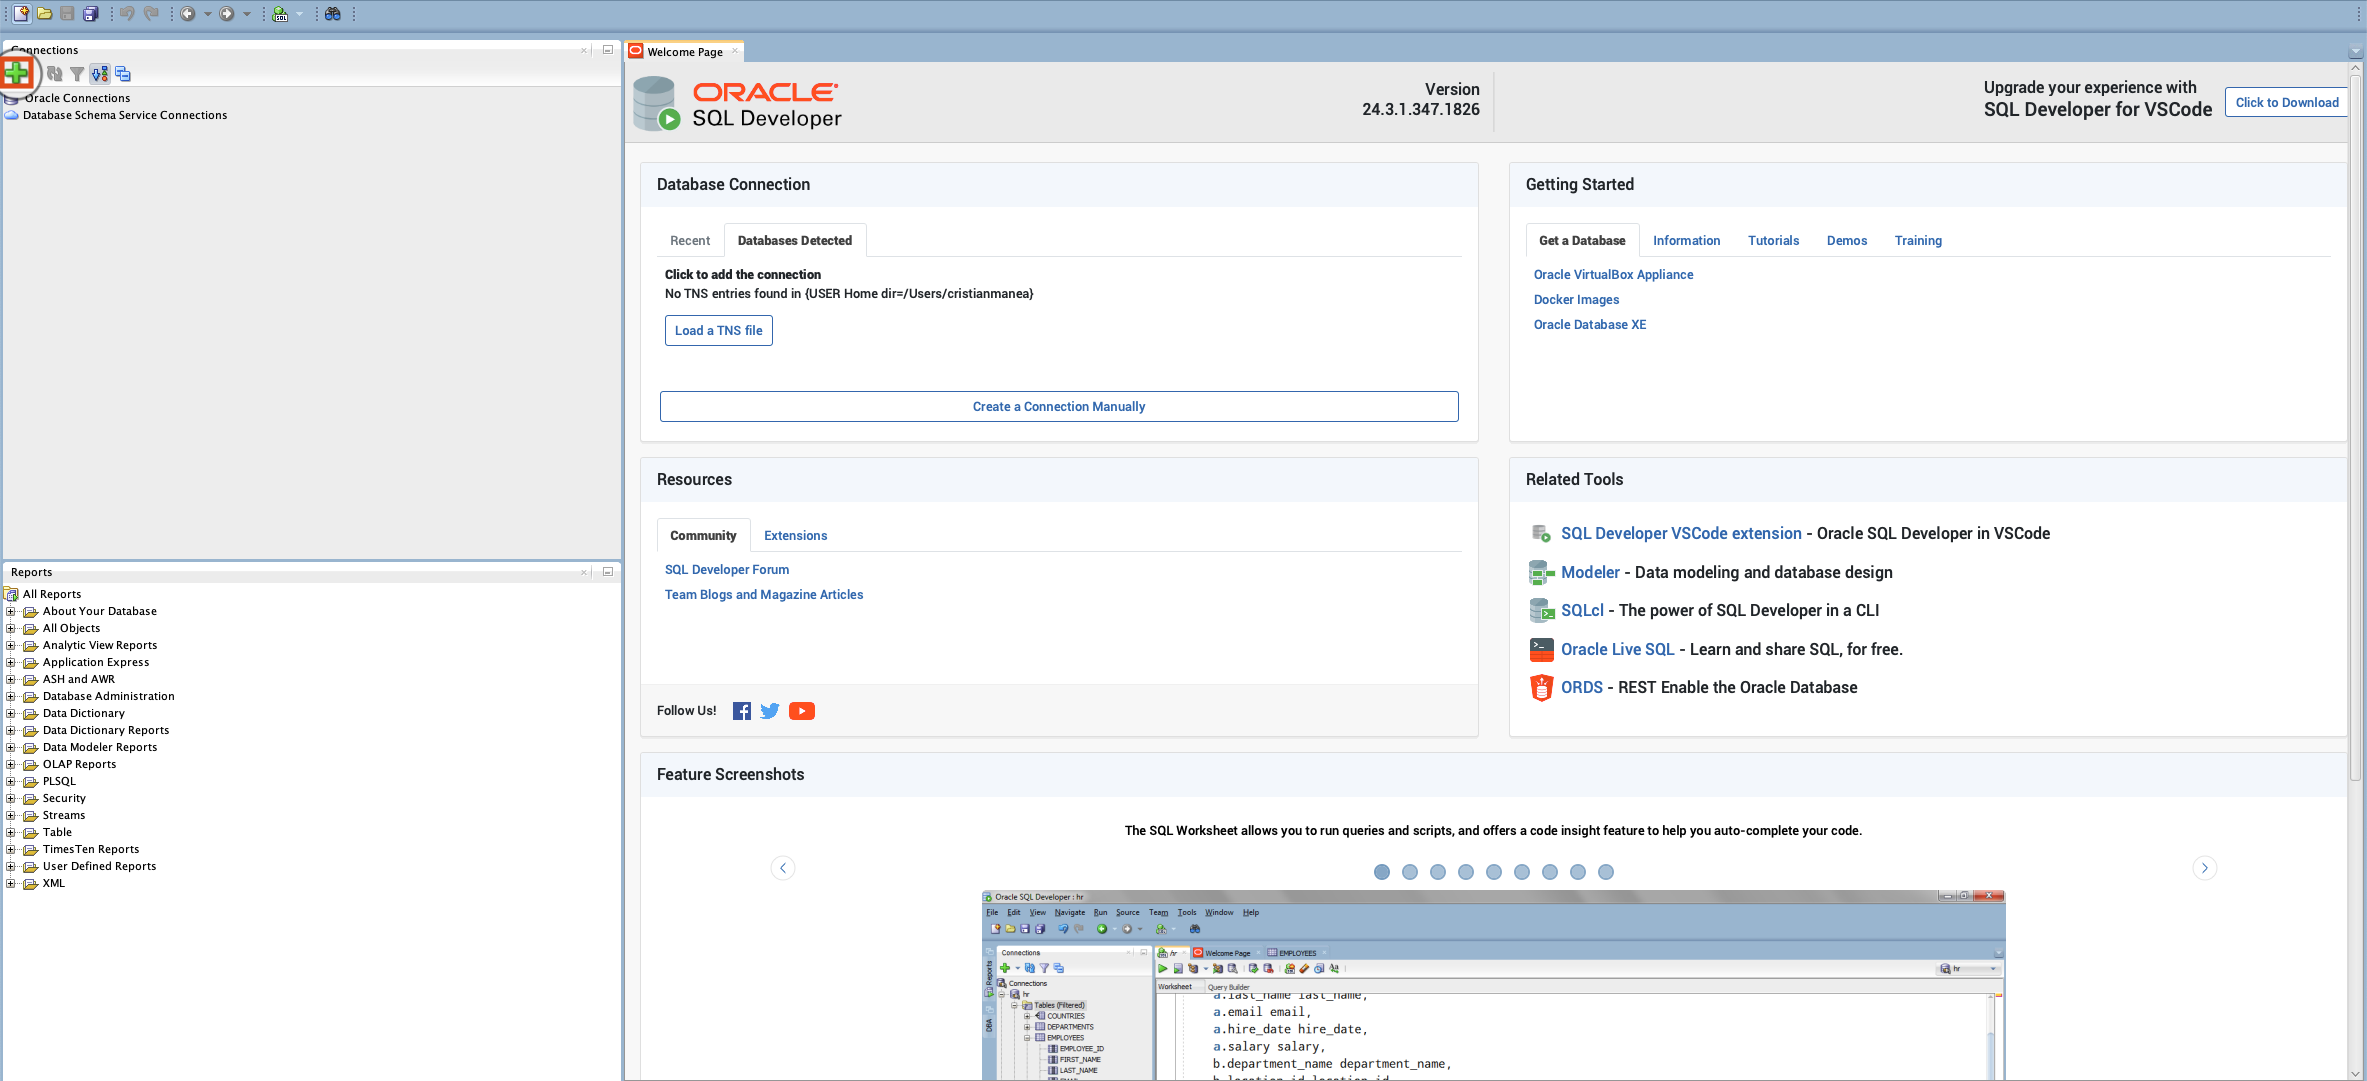 Connections
Oracle Connections
Database Schema Service Connections
Reports
All Reports
About Your Database
All Objects
Analytic View Reports
Application Express
ASH and AWR
Database Administration
Data Dictionary
Data Dictionary Reports
Data Modeler Reports
OLAP Reports
PLSQL
Security
Streams
Table
TimesTen Reports
User Defined Reports
XML
Welcome Page
ORACLE
SQL Developer
Version
24.3.1.347.1826
Upgrade your experience with
SQL Developer for VSCode
Click to Download
Database Connection
Recent
Databases Detected
Click to add the connection
No TNS entries found in {USER Home dir=/Users/cristianmanea}
Load a TNS file
Create a Connection Manually
Getting Started
Get a Database
Information
Tutorials
Demos
Training
Oracle VirtualBox Appliance
Docker Images
Oracle Database XE
Resources
Community
Extensions
SQL Developer Forum
Team Blogs and Magazine Articles
Follow Us!
Related Tools
SQL Developer VSCode extension - Oracle SQL Developer in VSCode
Modeler - Data modeling and database design
SQLcl - The power of SQL Developer in a CLI
Oracle Live SQL - Learn and share SQL, for free.
ORDS - REST Enable the Oracle Database
Feature Screenshots
The SQL Worksheet allows you to run queries and scripts, and offers a code insight feature to help you auto-complete your code.
Oracle SQL Developer : hr
File Edit View Navigate Run Source Team Tools Window Help
Reports
DBA
Connections
Connections
hr
Tables (Filtered)
COUNTRIES
DEPARTMENTS
EMPLOYEES
EMPLOYEE_ID
FIRST_NAME
LAST_NAME
hr
Welcome Page
EMPLOYEES
hr
Worksheet
Query Builder
a.last_name last_name,
a.email email,
a.hire_date hire_date,
a.salary salary,
b.department_name department_name,